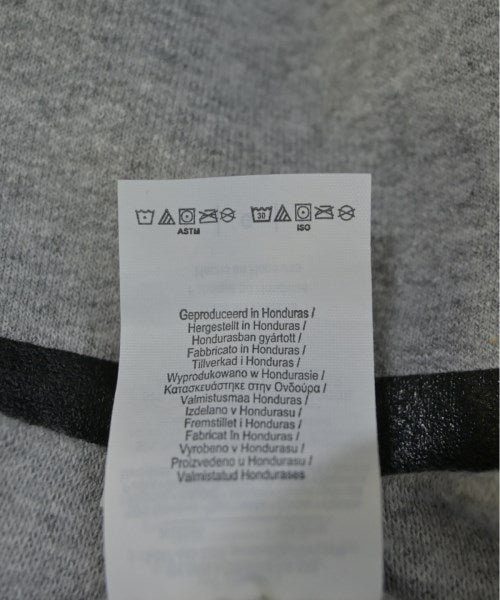 30
ASTM ISO
Geproduceerd in Honduras /
Hergestellt in Honduras /
Hondurasban gyártott /
Fabbricato in Honduras /
Tillverkad i Honduras /
Wyprodukowano w Hondurasie /
Κατασκευάστηκε στην Ονδούρα /
Valmistusmaa Honduras /
Izdelano v Hondurasu /
Fremstillet i Honduras /
Fabricat în Honduras /
Vyrobeno v Hondurasu /
Proizvedeno u Hondurasu /
Valmistatud Hondurases